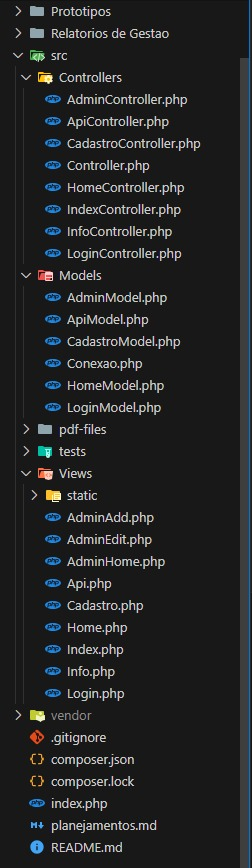 Prototipos
Relatorios de Gestao
src
Controllers
AdminController.php
ApiController.php
CadastroController.php
Controller.php
HomeController.php
IndexController.php
InfoController.php
LoginController.php
Models
AdminModel.php
ApiModel.php
CadastroModel.php
Conexao.php
HomeModel.php
LoginModel.php
pdf-files
tests
Views
static
AdminAdd.php
AdminEdit.php
AdminHome.php
Api.php
Cadastro.php
Home.php
Index.php
Info.php
Login.php
vendor
.gitignore
composer.json
composer.lock
index.php
planejamentos.md
README.md